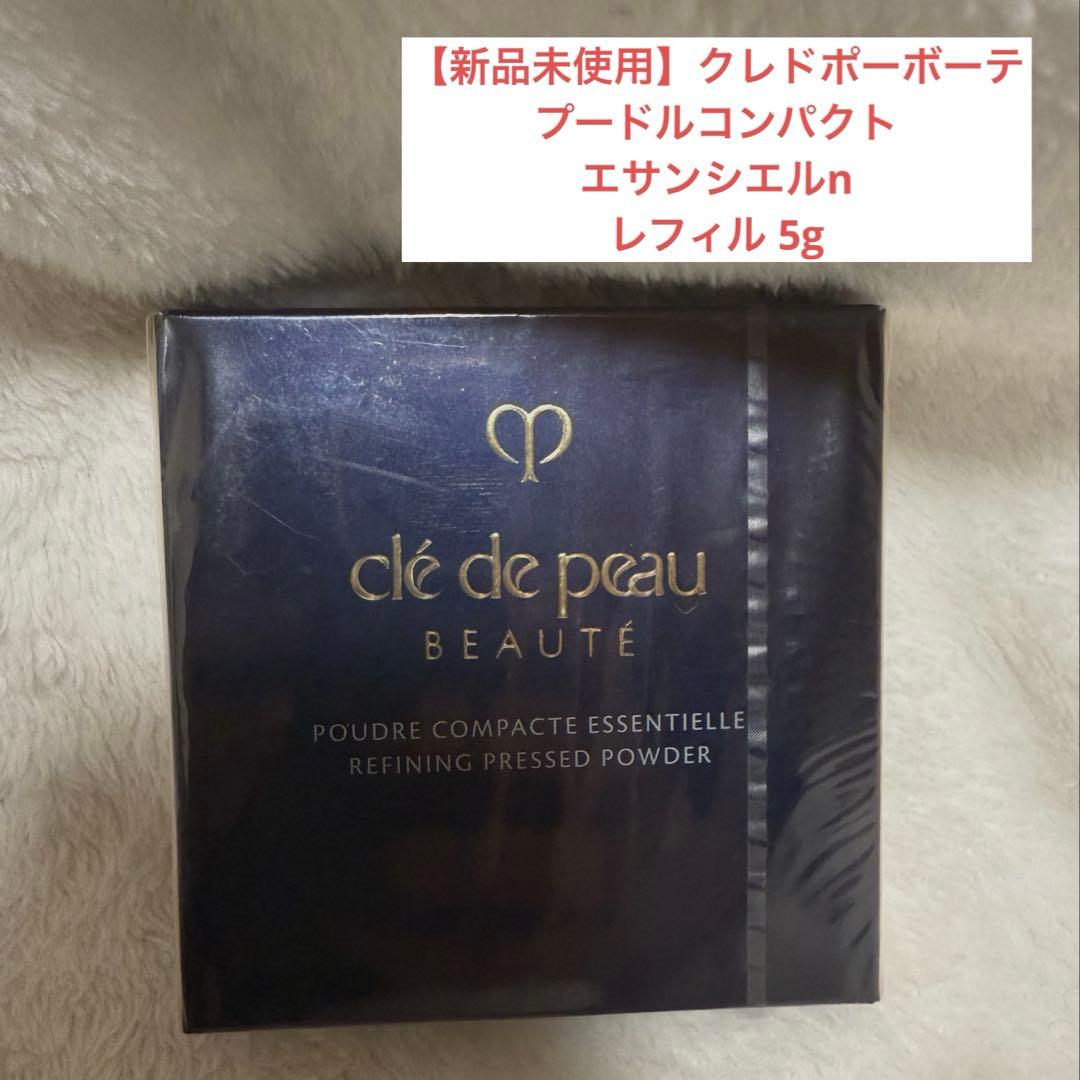 【新品未使用】クレドポーボーテ
プードルコンパクト
エサンシエルn
レフィル 5g
clé de peau
BEAUTÉ
POUDRE COMPACTE ESSENTIELLE
REFINING PRESSED POWDER